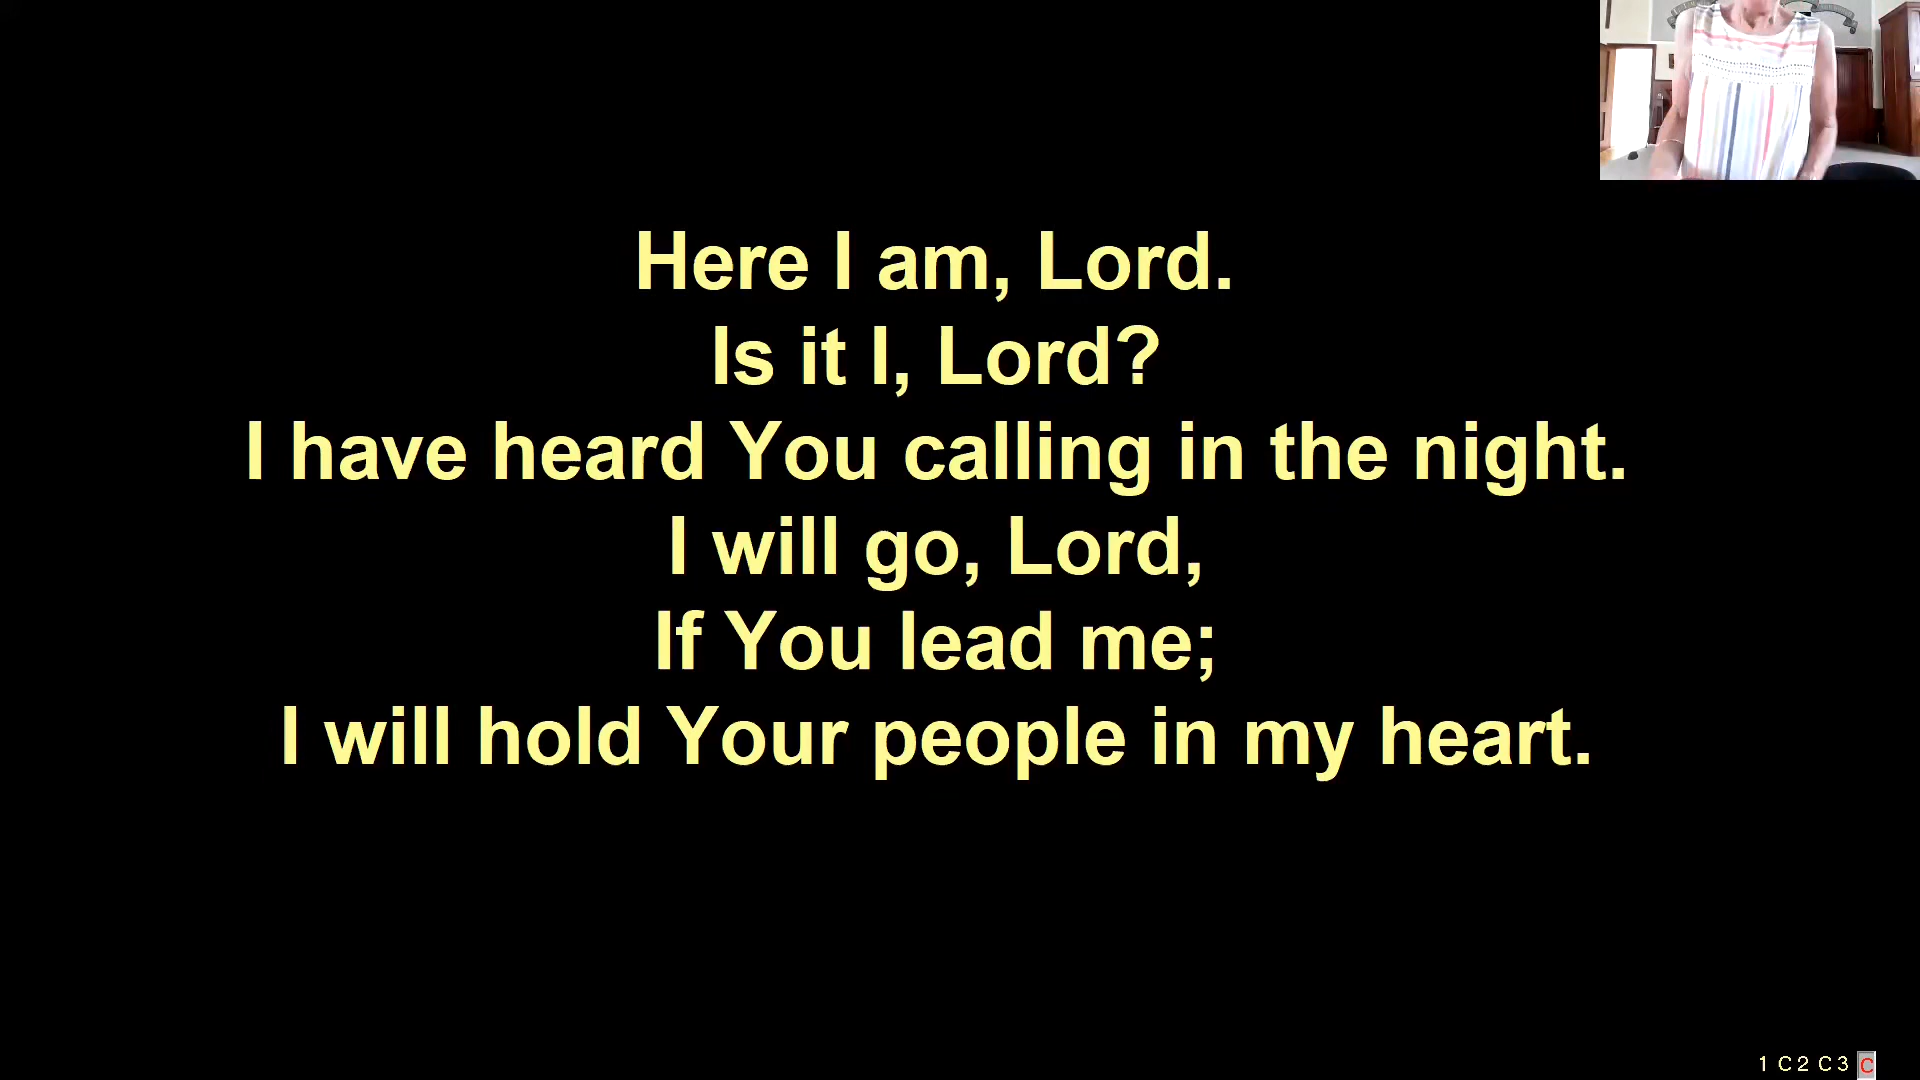 Here I am, Lord.
Is it I, Lord?
I have heard You calling in the night.
I will go, Lord,
If You lead me;
I will hold Your people in my heart.
1 C 2 C 3 C